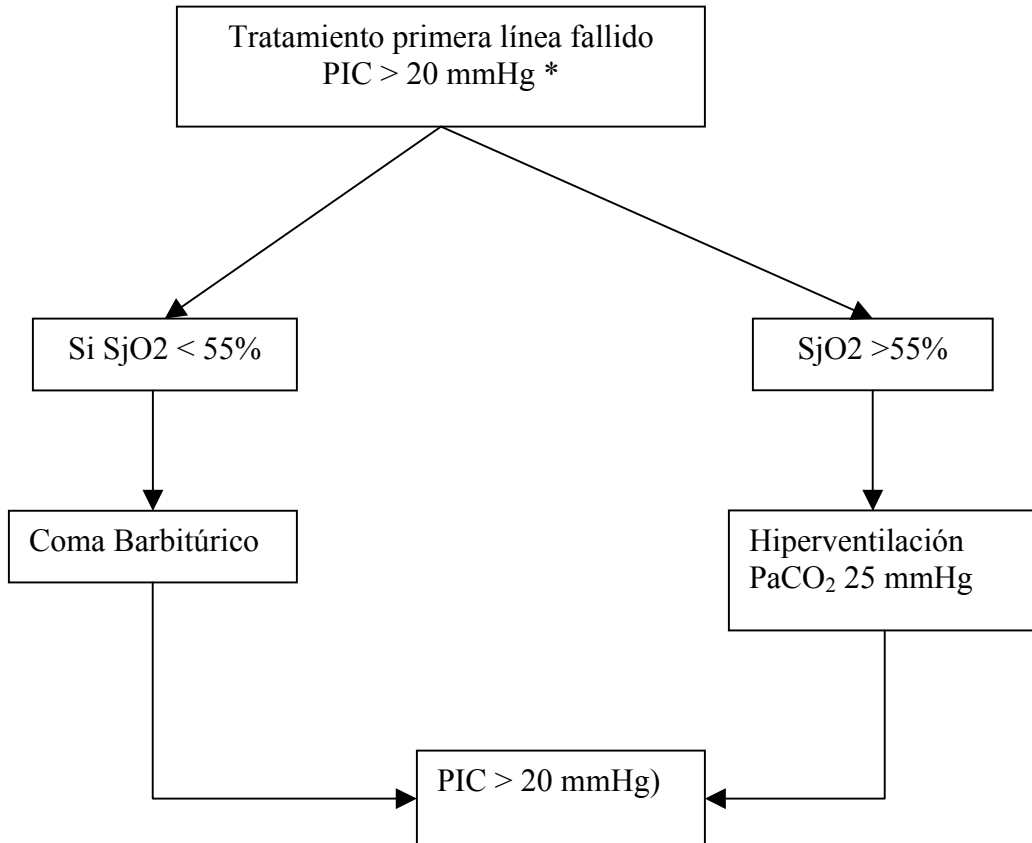 Tratamiento primera línea fallido
PIC > 20 mmHg *
Si SjO2 < 55%
SjO2 >55%
Coma Barbitúrico
Hiperventilación
PaCO₂ 25 mmHg
PIC > 20 mmHg)